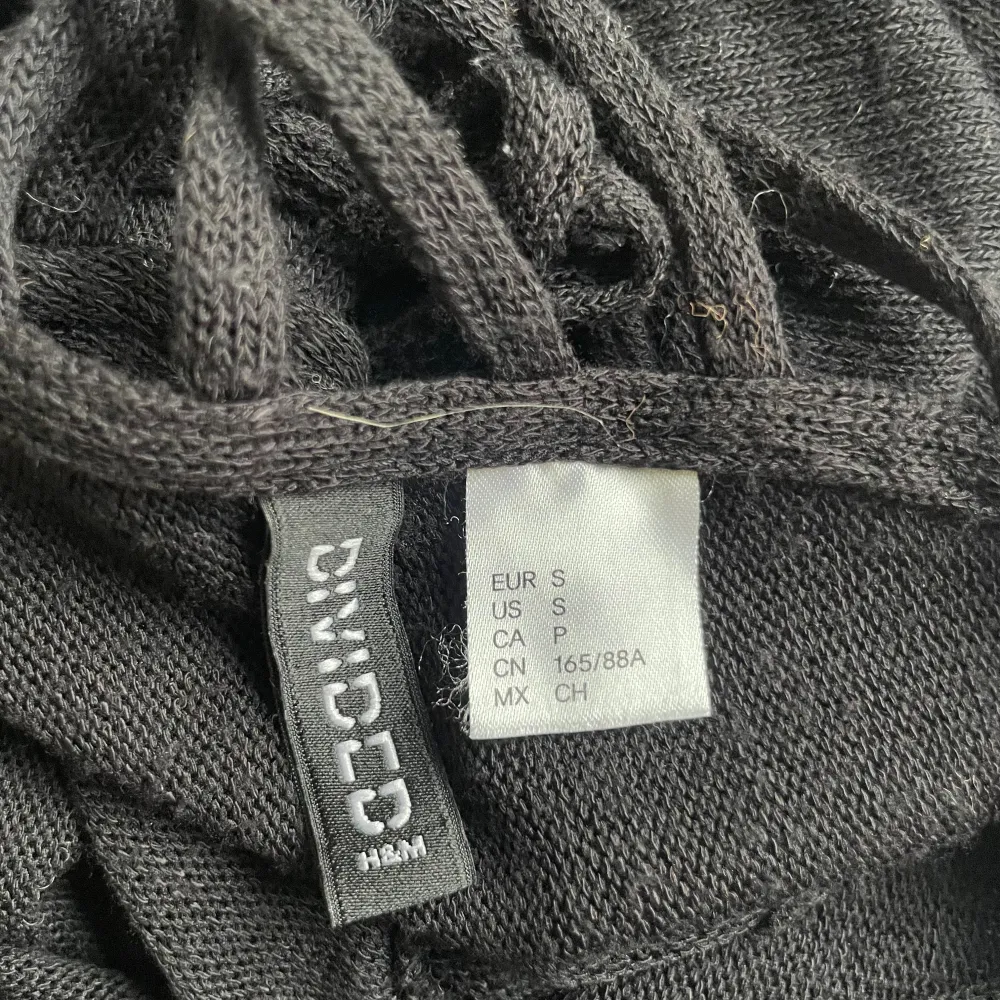 DIVIDED
H&M
EUR S
US S
CA P
CN 165/88A
MX CH